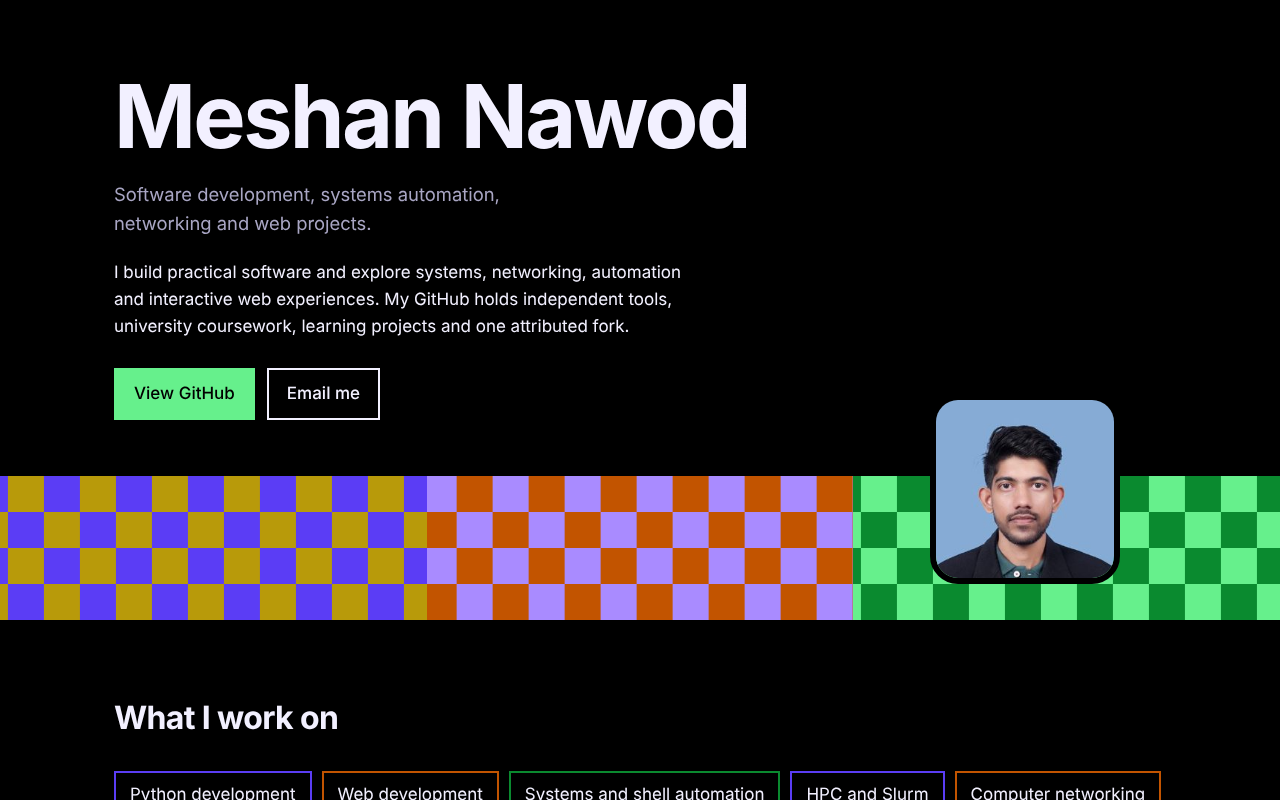 Meshan Nawod
Software development, systems automation,
networking and web projects.
I build practical software and explore systems, networking, automation
and interactive web experiences. My GitHub holds independent tools,
university coursework, learning projects and one attributed fork.
View GitHub
Email me
What I work on
Python development
Web development
Systems and shell automation
HPC and Slurm
Computer networking